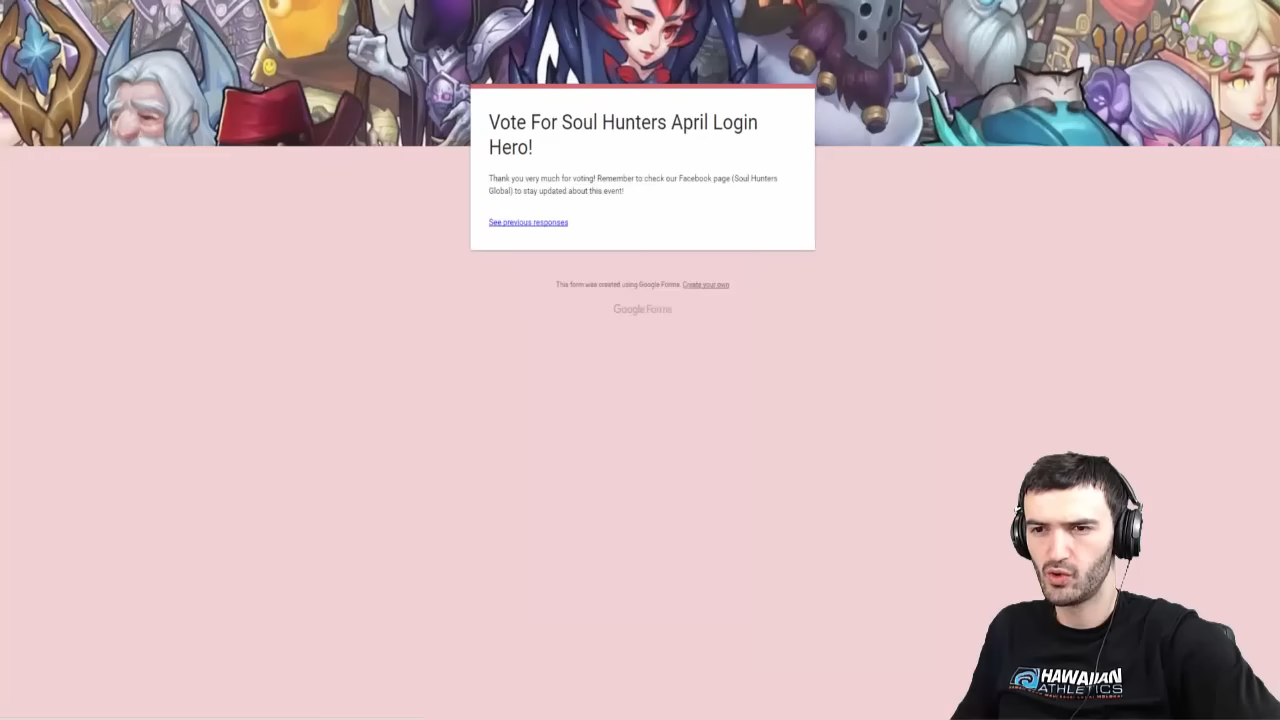 Vote For Soul Hunters April Login
Hero!
Thank you very much for voting! Remember to check our Facebook page (Soul Hunters
Global) to stay updated about this event!
See previous responses
This form was created using Google Forms. Create your own
Google Forms
HAWAIIAN
ATHLETICS